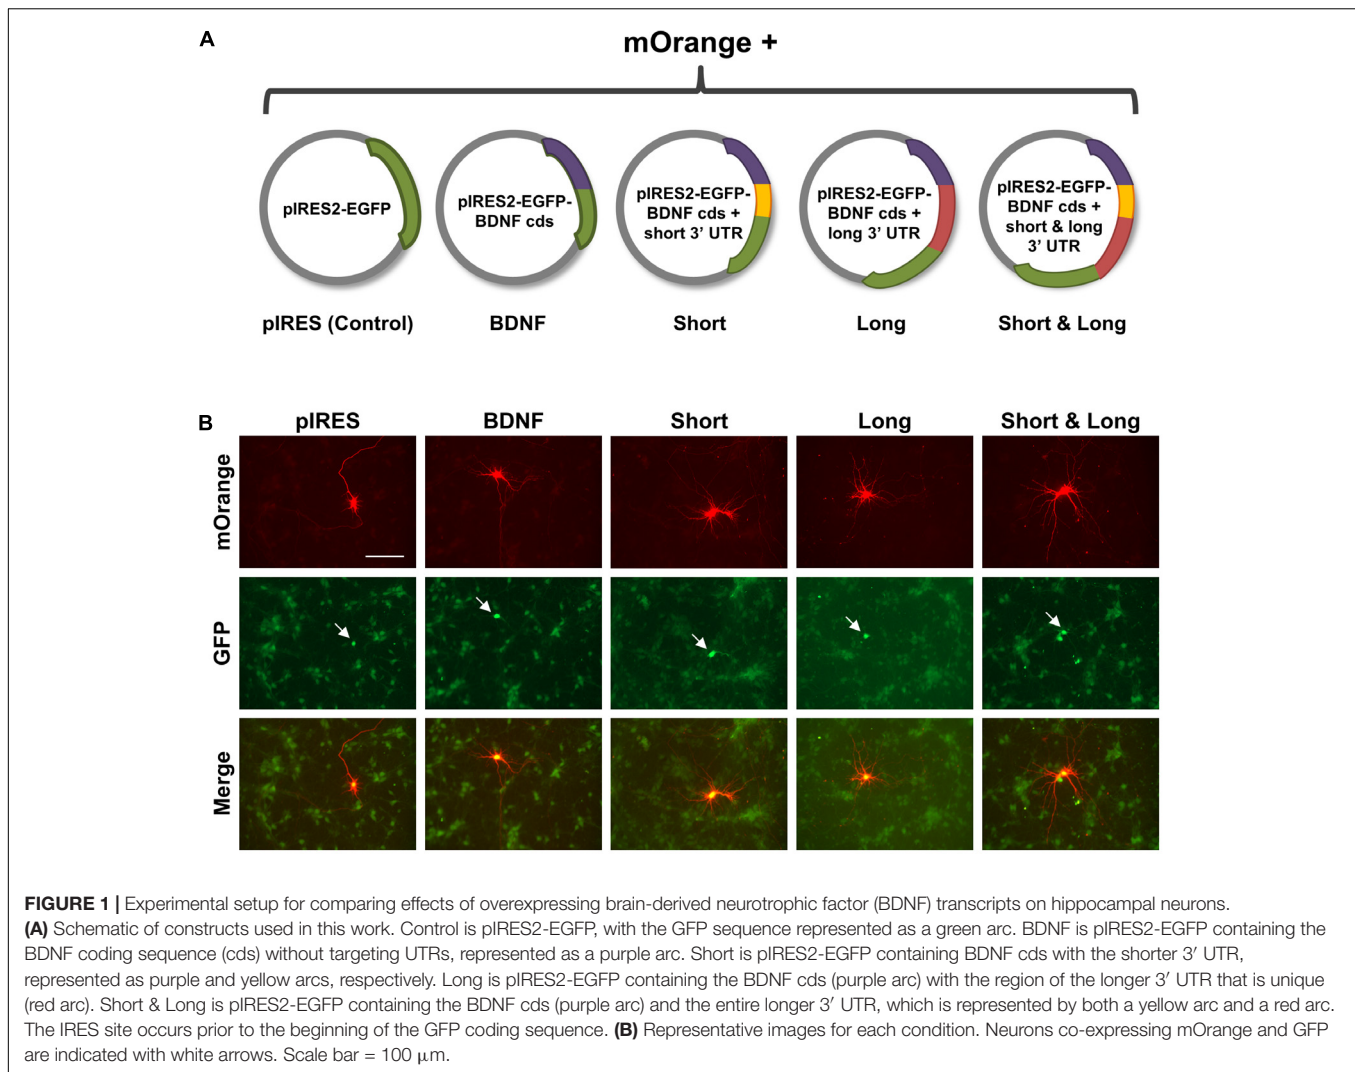 A
mOrange +
pIRES2-EGFP
pIRES2-EGFP-
BDNF cds
pIRES2-EGFP-
BDNF cds +
short 3' UTR
pIRES2-EGFP-
BDNF cds +
long 3' UTR
pIRES2-EGFP-
BDNF cds +
short & long
3' UTR
pIRES (Control)
BDNF
Short
Long
Short & Long
B
pIRES
BDNF
Short
Long
Short & Long
mOrange
GFP
Merge
FIGURE 1 | Experimental setup for comparing effects of overexpressing brain-derived neurotrophic factor (BDNF) transcripts on hippocampal neurons.
(A) Schematic of constructs used in this work. Control is pIRES2-EGFP, with the GFP sequence represented as a green arc. BDNF is pIRES2-EGFP containing the
BDNF coding sequence (cds) without targeting UTRs, represented as a purple arc. Short is pIRES2-EGFP containing BDNF cds with the shorter 3′ UTR,
represented as purple and yellow arcs, respectively. Long is pIRES2-EGFP containing the BDNF cds (purple arc) with the region of the longer 3′ UTR that is unique
(red arc). Short & Long is pIRES2-EGFP containing the BDNF cds (purple arc) and the entire longer 3′ UTR, which is represented by both a yellow arc and a red arc.
The IRES site occurs prior to the beginning of the GFP coding sequence. (B) Representative images for each condition. Neurons co-expressing mOrange and GFP
are indicated with white arrows. Scale bar = 100 μm.